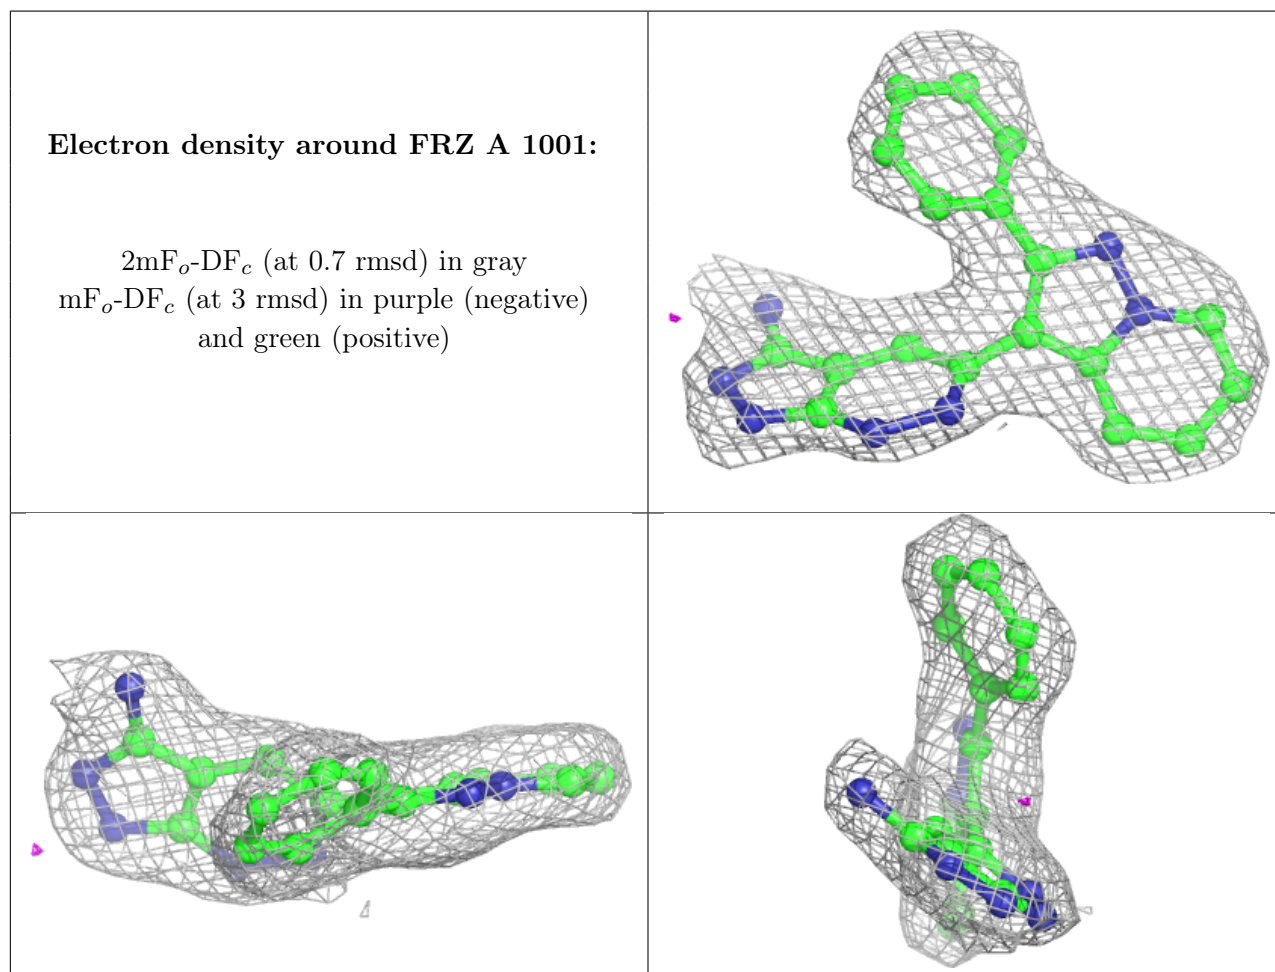 Electron density around FRZ A 1001:
2mFo-DFc (at 0.7 rmsd) in gray
mFo-DFc (at 3 rmsd) in purple (negative)
and green (positive)